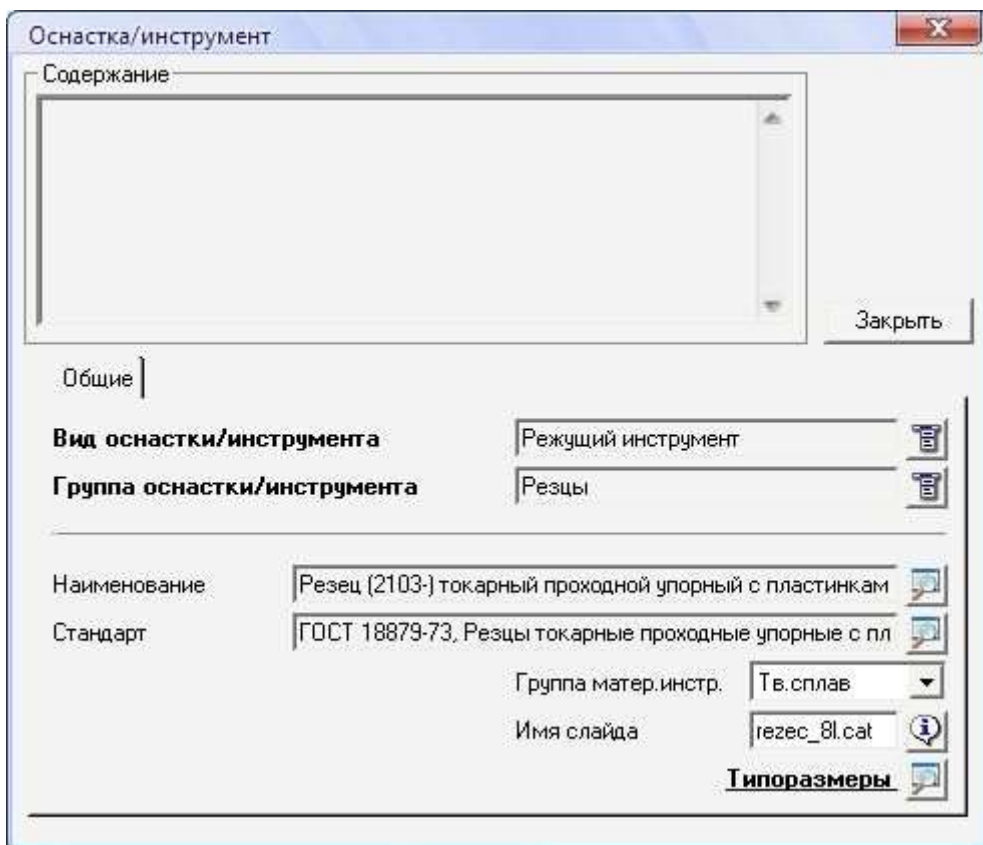 Оснастка/инструмент
Содержание
Закрыть
Общие
Вид оснастки/инструмента Режущий инструмент
Группа оснастки/инструмента Резцы
Наименование Резец (2103-) токарный проходной упорный с пластинкам
Стандарт ГОСТ 18879-73, Резцы токарные проходные упорные с пл
Группа матер.инстр. Тв.сплав
Имя слайда rezec_8l.cat
Типоразмеры